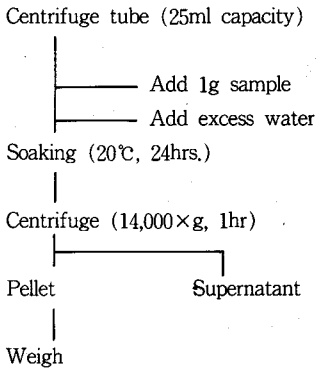 Centrifuge tube (25ml capacity)
Add 1g sample
Add excess water
Soaking (20℃, 24hrs.)
Centrifuge (14,000×g, 1hr)
Pellet Supernatant
Weigh